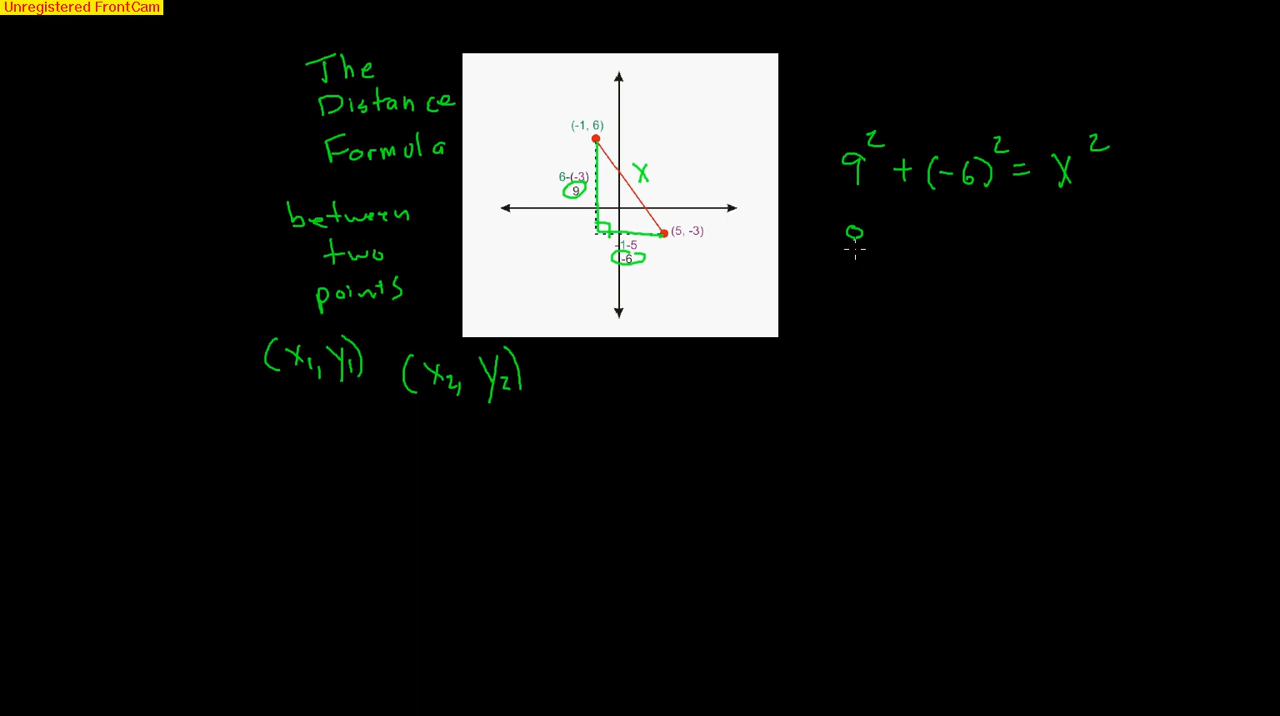 Unregistered FrontCam
The
Distance
Formula
between
two
points
(x₁, y₁) (x₂, y₂)
(-1, 6)
6-(-3)
9
X
(5, -3)
-1-5
-6
9² + (-6)² = x²
8